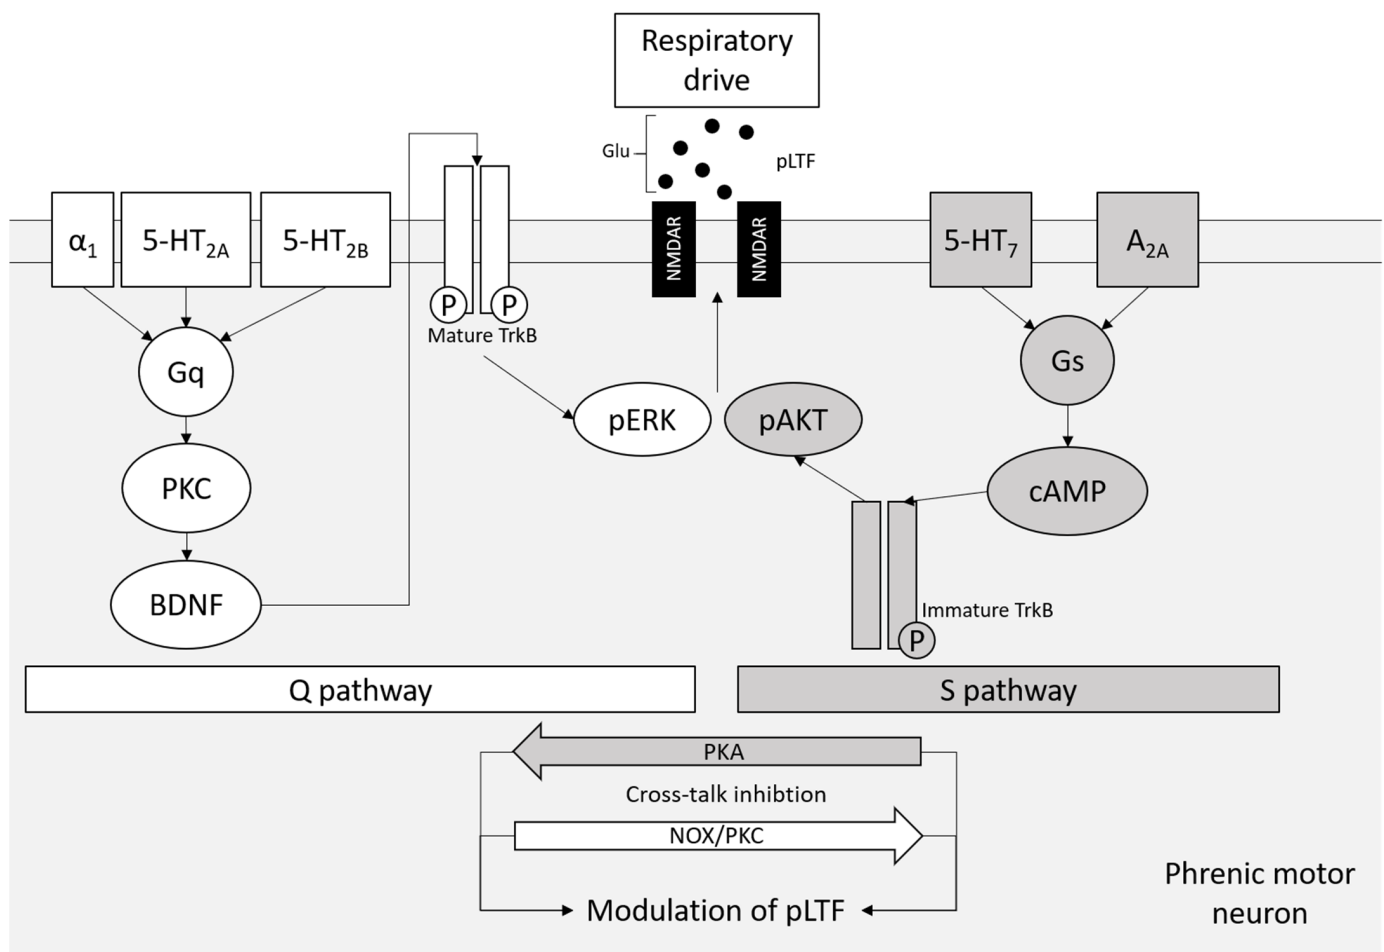 Respiratory
drive
Glu
pLTF
α1
5-HT2A
5-HT2B
NMDAR
NMDAR
5-HT7
A2A
P
P
Mature TrkB
Gq
Gs
pERK
pAKT
PKC
cAMP
BDNF
Immature TrkB
P
Q pathway
S pathway
PKA
Cross-talk inhibtion
NOX/PKC
Modulation of pLTF
Phrenic motor
neuron